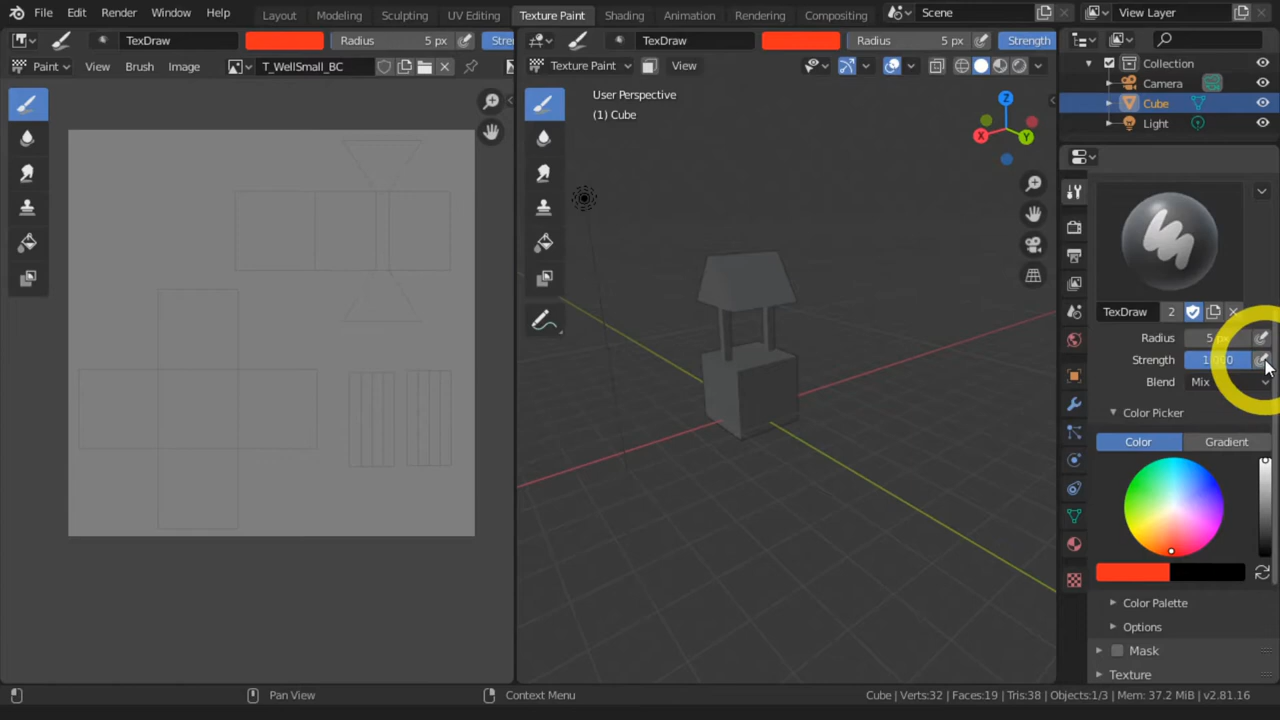 File Edit Render Window Help Layout Modeling Sculpting UV Editing Texture Paint Shading Animation Rendering Compositing Scene View Layer
TexDraw Radius 5 px Stre TexDraw Radius 5 px Strength
Paint View Brush Image T_WellSmall_BC Texture Paint View
Collection
Camera
Cube
Light
User Perspective
(1) Cube
Z
X
Y
TexDraw 2
Radius 5 px
Strength
Blend Mix
Color Picker
Color Gradient
Color Palette
Options
Mask
Texture
Pan View Context Menu Cube | Verts:32 | Faces:19 | Tris:38 | Objects:1/3 | Mem: 37.2 MiB | v2.81.16